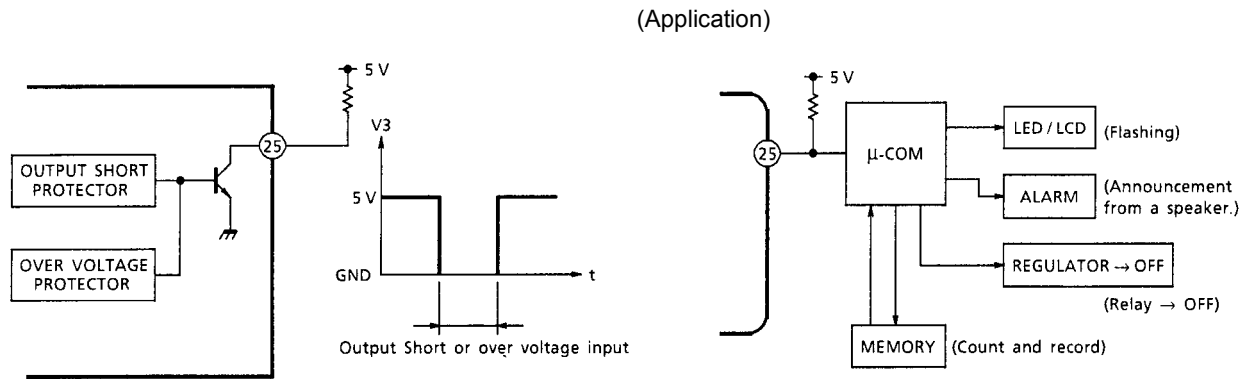 (Application)
5 V
25
V3
OUTPUT SHORT
PROTECTOR
5 V
OVER VOLTAGE
PROTECTOR
GND
t
Output Short or over voltage input
5 V
25
μ-COM
LED / LCD
(Flashing)
ALARM
(Announcement
from a speaker.)
REGULATOR → OFF
(Relay → OFF)
MEMORY
(Count and record)